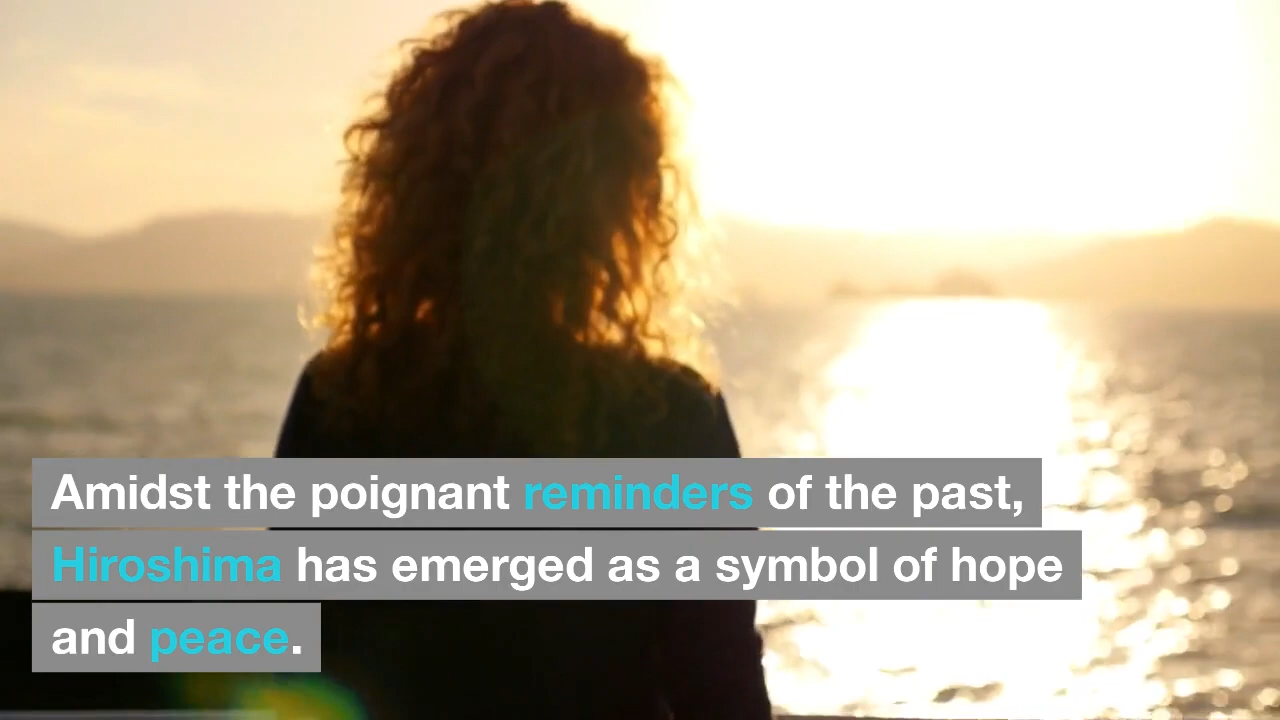 Amidst the poignant reminders of the past,
Hiroshima has emerged as a symbol of hope
and peace.